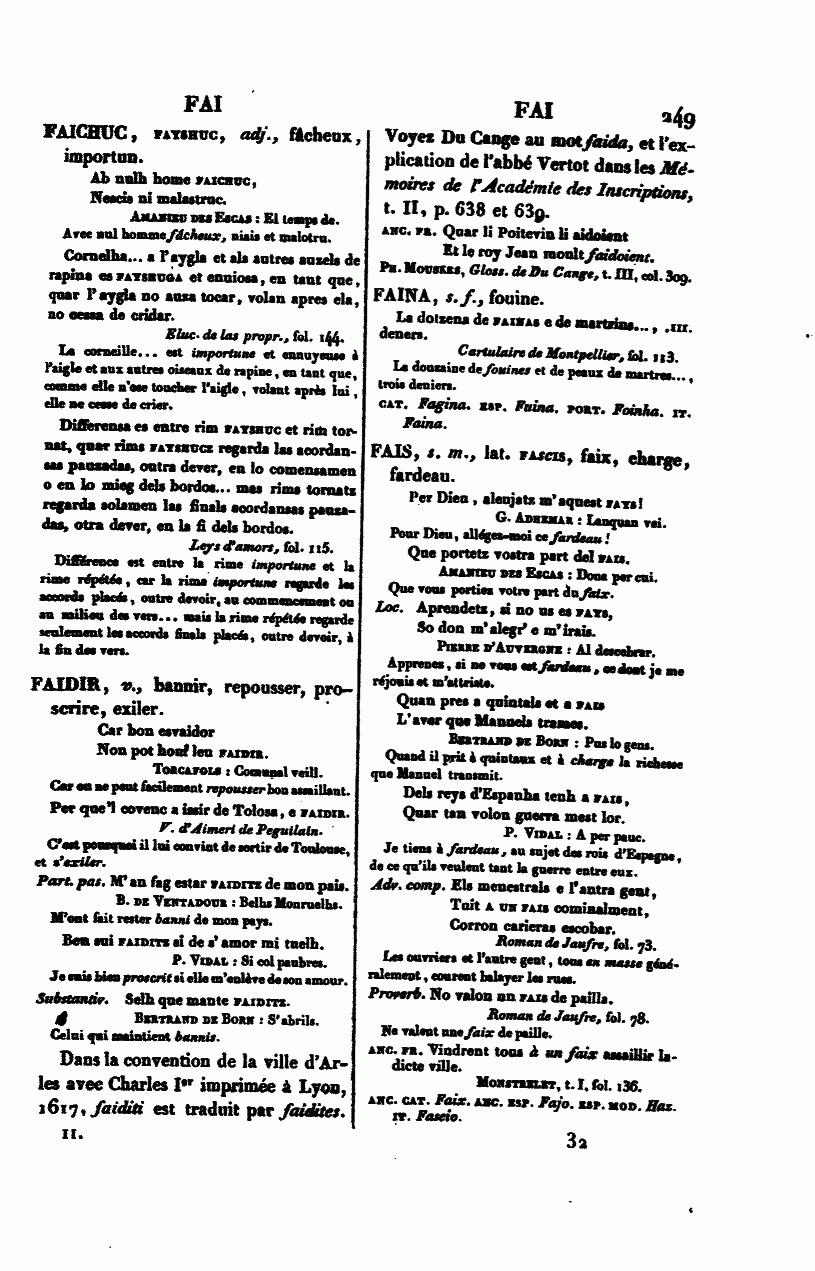 FAI
FAICHUC, FAYSHUC, adj., fâcheux,
importun.
Ab nulh home FAICHUC,
Nescis ni malastruc.
AMANIEU DES ESCAS : El temps de.
Avec nul homme fâcheux, niais et malotru.
Cornelha... a l'aygla et als autres auzels de
rapina es FAYSHUGA et enuiosa, en tant que,
quar l'aygla no auza tocar, volan apres ela,
no cessa de cridar.
Eluc. de las propr., fol. 144.
La corneille... est importune et ennuyeuse à
l'aigle et aux autres oiseaux de rapine, en tant que,
comme elle n'ose toucher l'aigle, volant après lui,
elle ne cesse de crier.
Differensa es entre rim FAYSHUC et rim tor-
nat, quar rims FAYSHUCZ regarda las acordan-
sas pauzadas, outra dever, en lo comensamen
o en lo mieg dels bordos... mas rims tornatz
regarda solamen las finals acordansas pauza-
das, otra dever, en la fi dels bordos.
Leys d'amors, fol. 115.
Différence est entre la rime importune et la
rime répétée, car la rime importune regarde les
accords placés, outre devoir, au commencement ou
au milieu des vers... mais la rime répétée regarde
seulement les accords finals placés, outre devoir, à
la fin des vers.
FAIDIR, v., bannir, repousser, pro-
scrire, exiler.
Car bon esvaidor
Non pot hom leu FAIDIR.
TORCAFOLS : Comunal veill.
Car on ne peut facilement repousser bon assaillant.
Per que'l covenc a issir de Tolosa, e FAIDIR.
V. d'Aimeri de Peguilain.
C'est pourquoi il lui convint de sortir de Toulouse,
et s'exiler.
Part. pas. M'an fag estar FAIDITZ de mon pais.
B. DE VENTADOUR : Belhs Monruelhs.
M'ont fait rester banni de mon pays.
Ben sui FAIDITS si de s'amor mi tuelh.
P. VIDAL : Si col paubres.
Je suis bien proscrit si elle m'enlève de son amour.
Substantiv. Selh que mante FAIDITZ.
BERTRAND DE BORN : S'abrils.
Celui qui maintient bannis.
Dans la convention de la ville d'Ar-
les avec Charles Ier imprimée à Lyon,
1617, faiditi est traduit par faidites.
II.
FAI 249
Voyez Du Cange au mot faida, et l'ex-
plication de l'abbé Vertot dans les Mé-
moires de l'Académie des Inscriptions,
t. II, p. 638 et 639.
ANC. FR. Quar li Poitevin li aidoient
Et le roy Jean moult faidoient.
PH. MOUSKES, Gloss. de Du Cange, t. III, col. 309.
FAINA, s. f., fouine.
La dotzena de FAINAS e de martrins..., .III.
deners.
Cartulaire de Montpellier, fol. 113.
La douzaine de fouines et de peaux de martres...,
trois deniers.
CAT. Fagina. ESP. Fuina. PORT. Foinha. IT.
Faina.
FAIS, s. m., lat. FASCIS, faix, charge,
fardeau.
Per Dieu, aleujatz m'aquest FAYS!
G. ADHEMAR : Lanquan vei.
Pour Dieu, allégez-moi ce fardeau!
Que portetz vostra part del FAIS.
AMANIEU DES ESCAS : Dona per cui.
Que vous portiez votre part du faix.
Loc. Aprendetz, si no us es FAYS,
So don m'alegr' e m'irais.
PIERRE D'AUVERGNE : Al descebrar.
Apprenez, si ne vous est fardeau, ce dont je me
réjouis et m'attriste.
Quan pres a quintals et a FAIS
L'aver que Manuels trames.
BERTRAND DE BORN : Pus lo gens.
Quand il prit à quintaux et à charge la richesse
que Manuel transmit.
Dels reys d'Espanha tenh a FAIS,
Quar tan volon guerra mest lor.
P. VIDAL : A per pauc.
Je tiens à fardeau, au sujet des rois d'Espagne,
de ce qu'ils veulent tant la guerre entre eux.
Adv. comp. Els menestrals e l'autra gent,
Tuit A UN FAIS cominalment,
Corron carieras escobar.
Roman de Jaufre, fol. 73.
Les ouvriers et l'autre gent, tous en masse géné-
ralement, courent balayer les rues.
Proverb. No valon un FAIS de pailla.
Roman de Jaufre, fol. 78.
Ne valent une faix de paille.
ANC. FR. Vindrent tous à un faix assaillir la-
dicte ville.
MONSTRELET, t. I, fol. 136.
ANC. CAT. Faix. ANC. ESP. Fajo. ESP. MOD. Haz.
IT. Fascio.
32